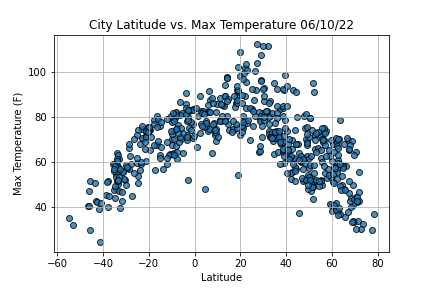 City Latitude vs. Max Temperature 06/10/22
Max Temperature (F)
100
80
60
40
−60 −40 −20 0 20 40 60 80
Latitude